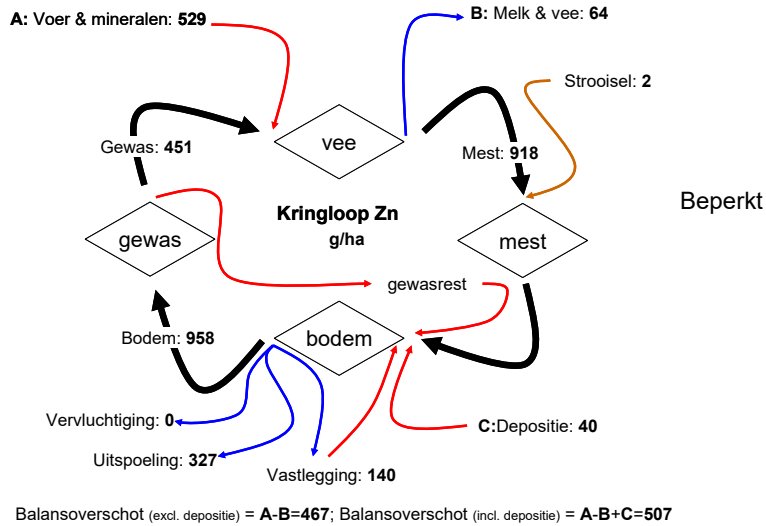 A: Voer & mineralen: 529
B: Melk & vee: 64
Strooisel: 2
vee
Gewas: 451
Mest: 918
Beperkt
Kringloop Zn
g/ha
gewas
mest
gewasrest
Bodem: 958
bodem
Vervluchtiging: 0
C:Depositie: 40
Uitspoeling: 327
Vastlegging: 140
Balansoverschot (excl. depositie) = A-B=467; Balansoverschot (incl. depositie) = A-B+C=507